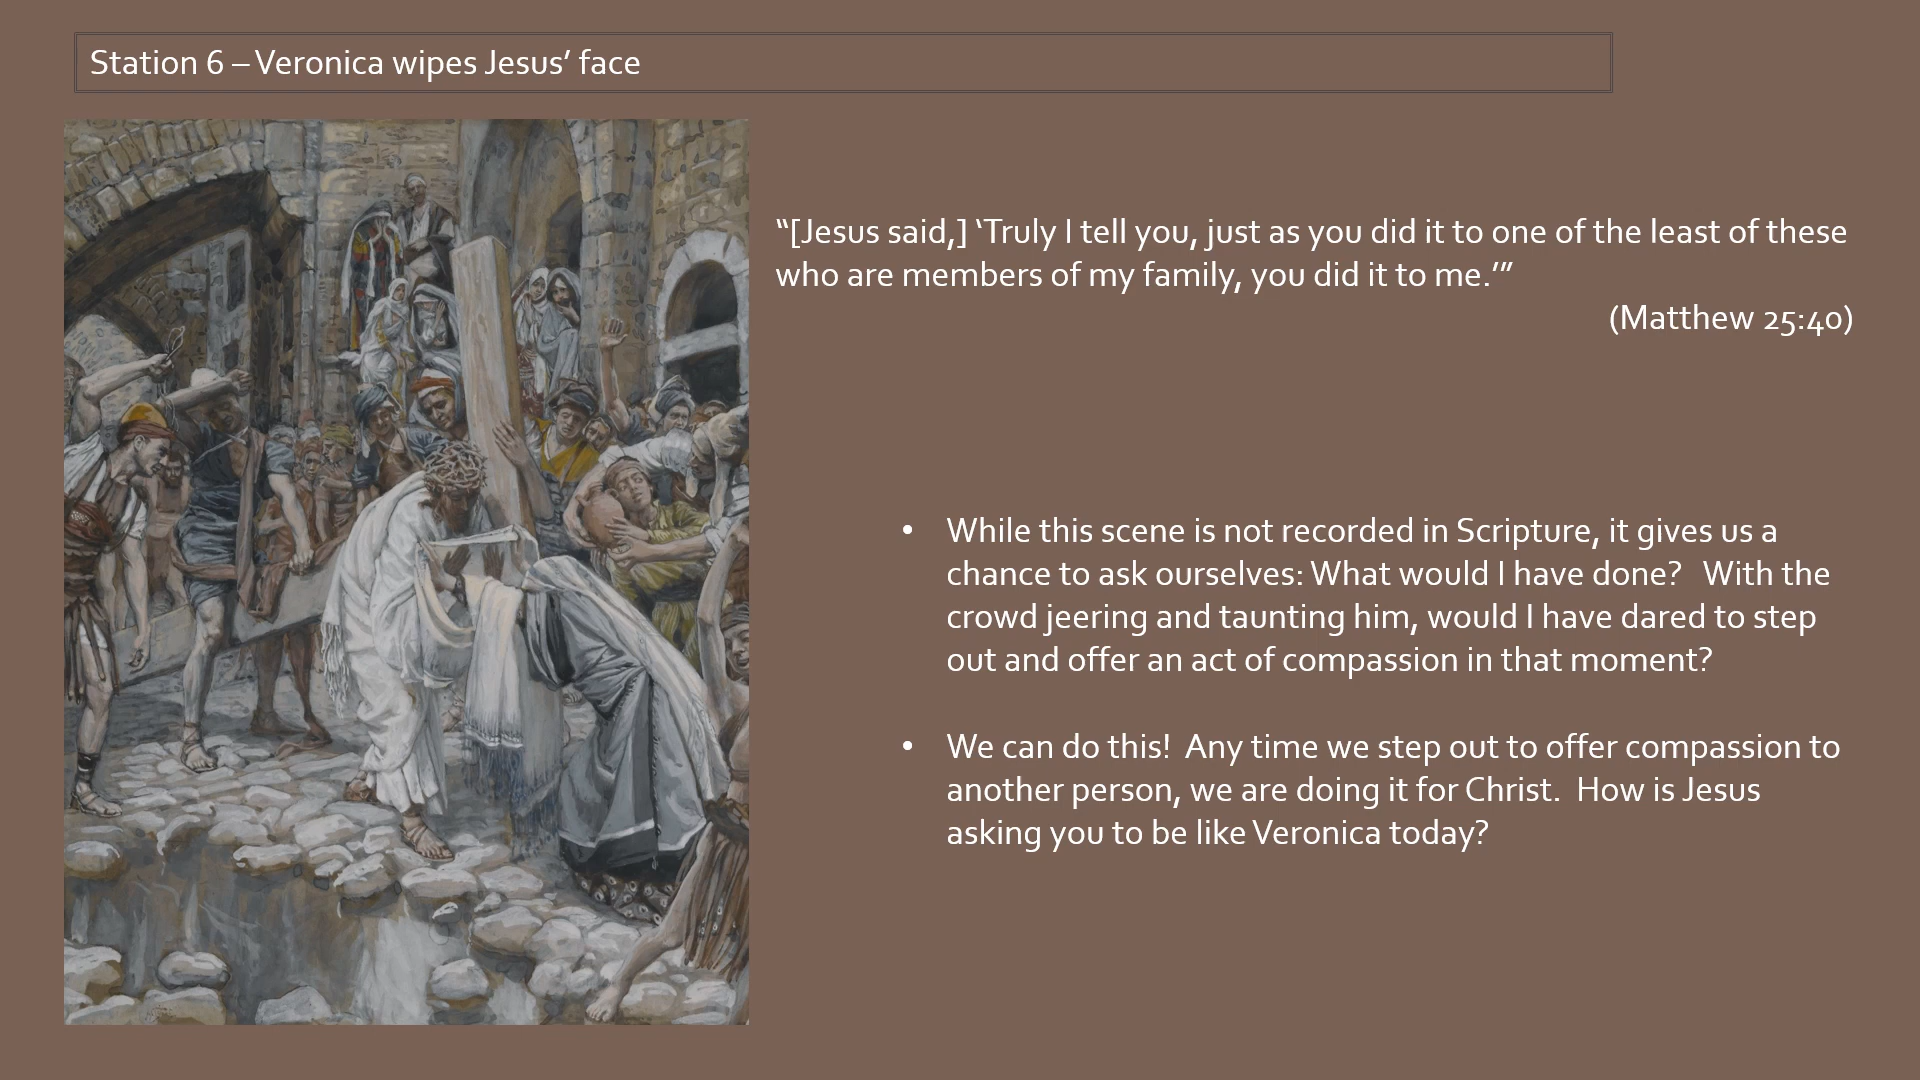 Station 6 – Veronica wipes Jesus’ face
“[Jesus said,] ‘Truly I tell you, just as you did it to one of the least of these
who are members of my family, you did it to me.’”
(Matthew 25:40)
• While this scene is not recorded in Scripture, it gives us a
chance to ask ourselves: What would I have done?   With the
crowd jeering and taunting him, would I have dared to step
out and offer an act of compassion in that moment?
• We can do this!  Any time we step out to offer compassion to
another person, we are doing it for Christ.  How is Jesus
asking you to be like Veronica today?